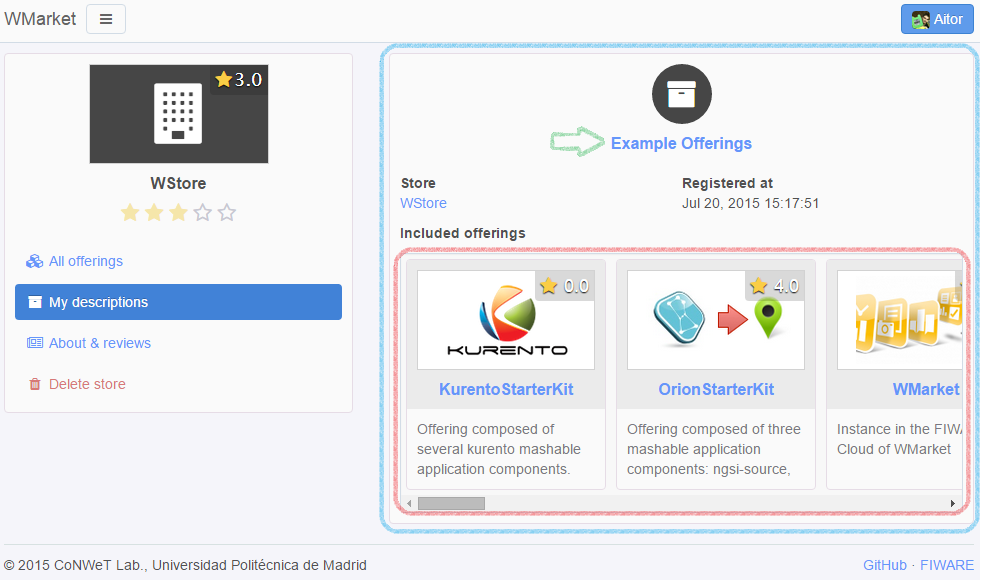 WMarket
Aitor
3.0
WStore
All offerings
My descriptions
About & reviews
Delete store
Example Offerings
Store
WStore
Registered at
Jul 20, 2015 15:17:51
Included offerings
0.0
KURENTO
KurentoStarterKit
Offering composed of
several kurento mashable
application components.
4.0
OrionStarterKit
Offering composed of three
mashable application
components: ngsi-source,
WMarket
Instance in the FIWA
Cloud of WMarket
© 2015 CoNWeT Lab., Universidad Politécnica de Madrid
GitHub · FIWARE